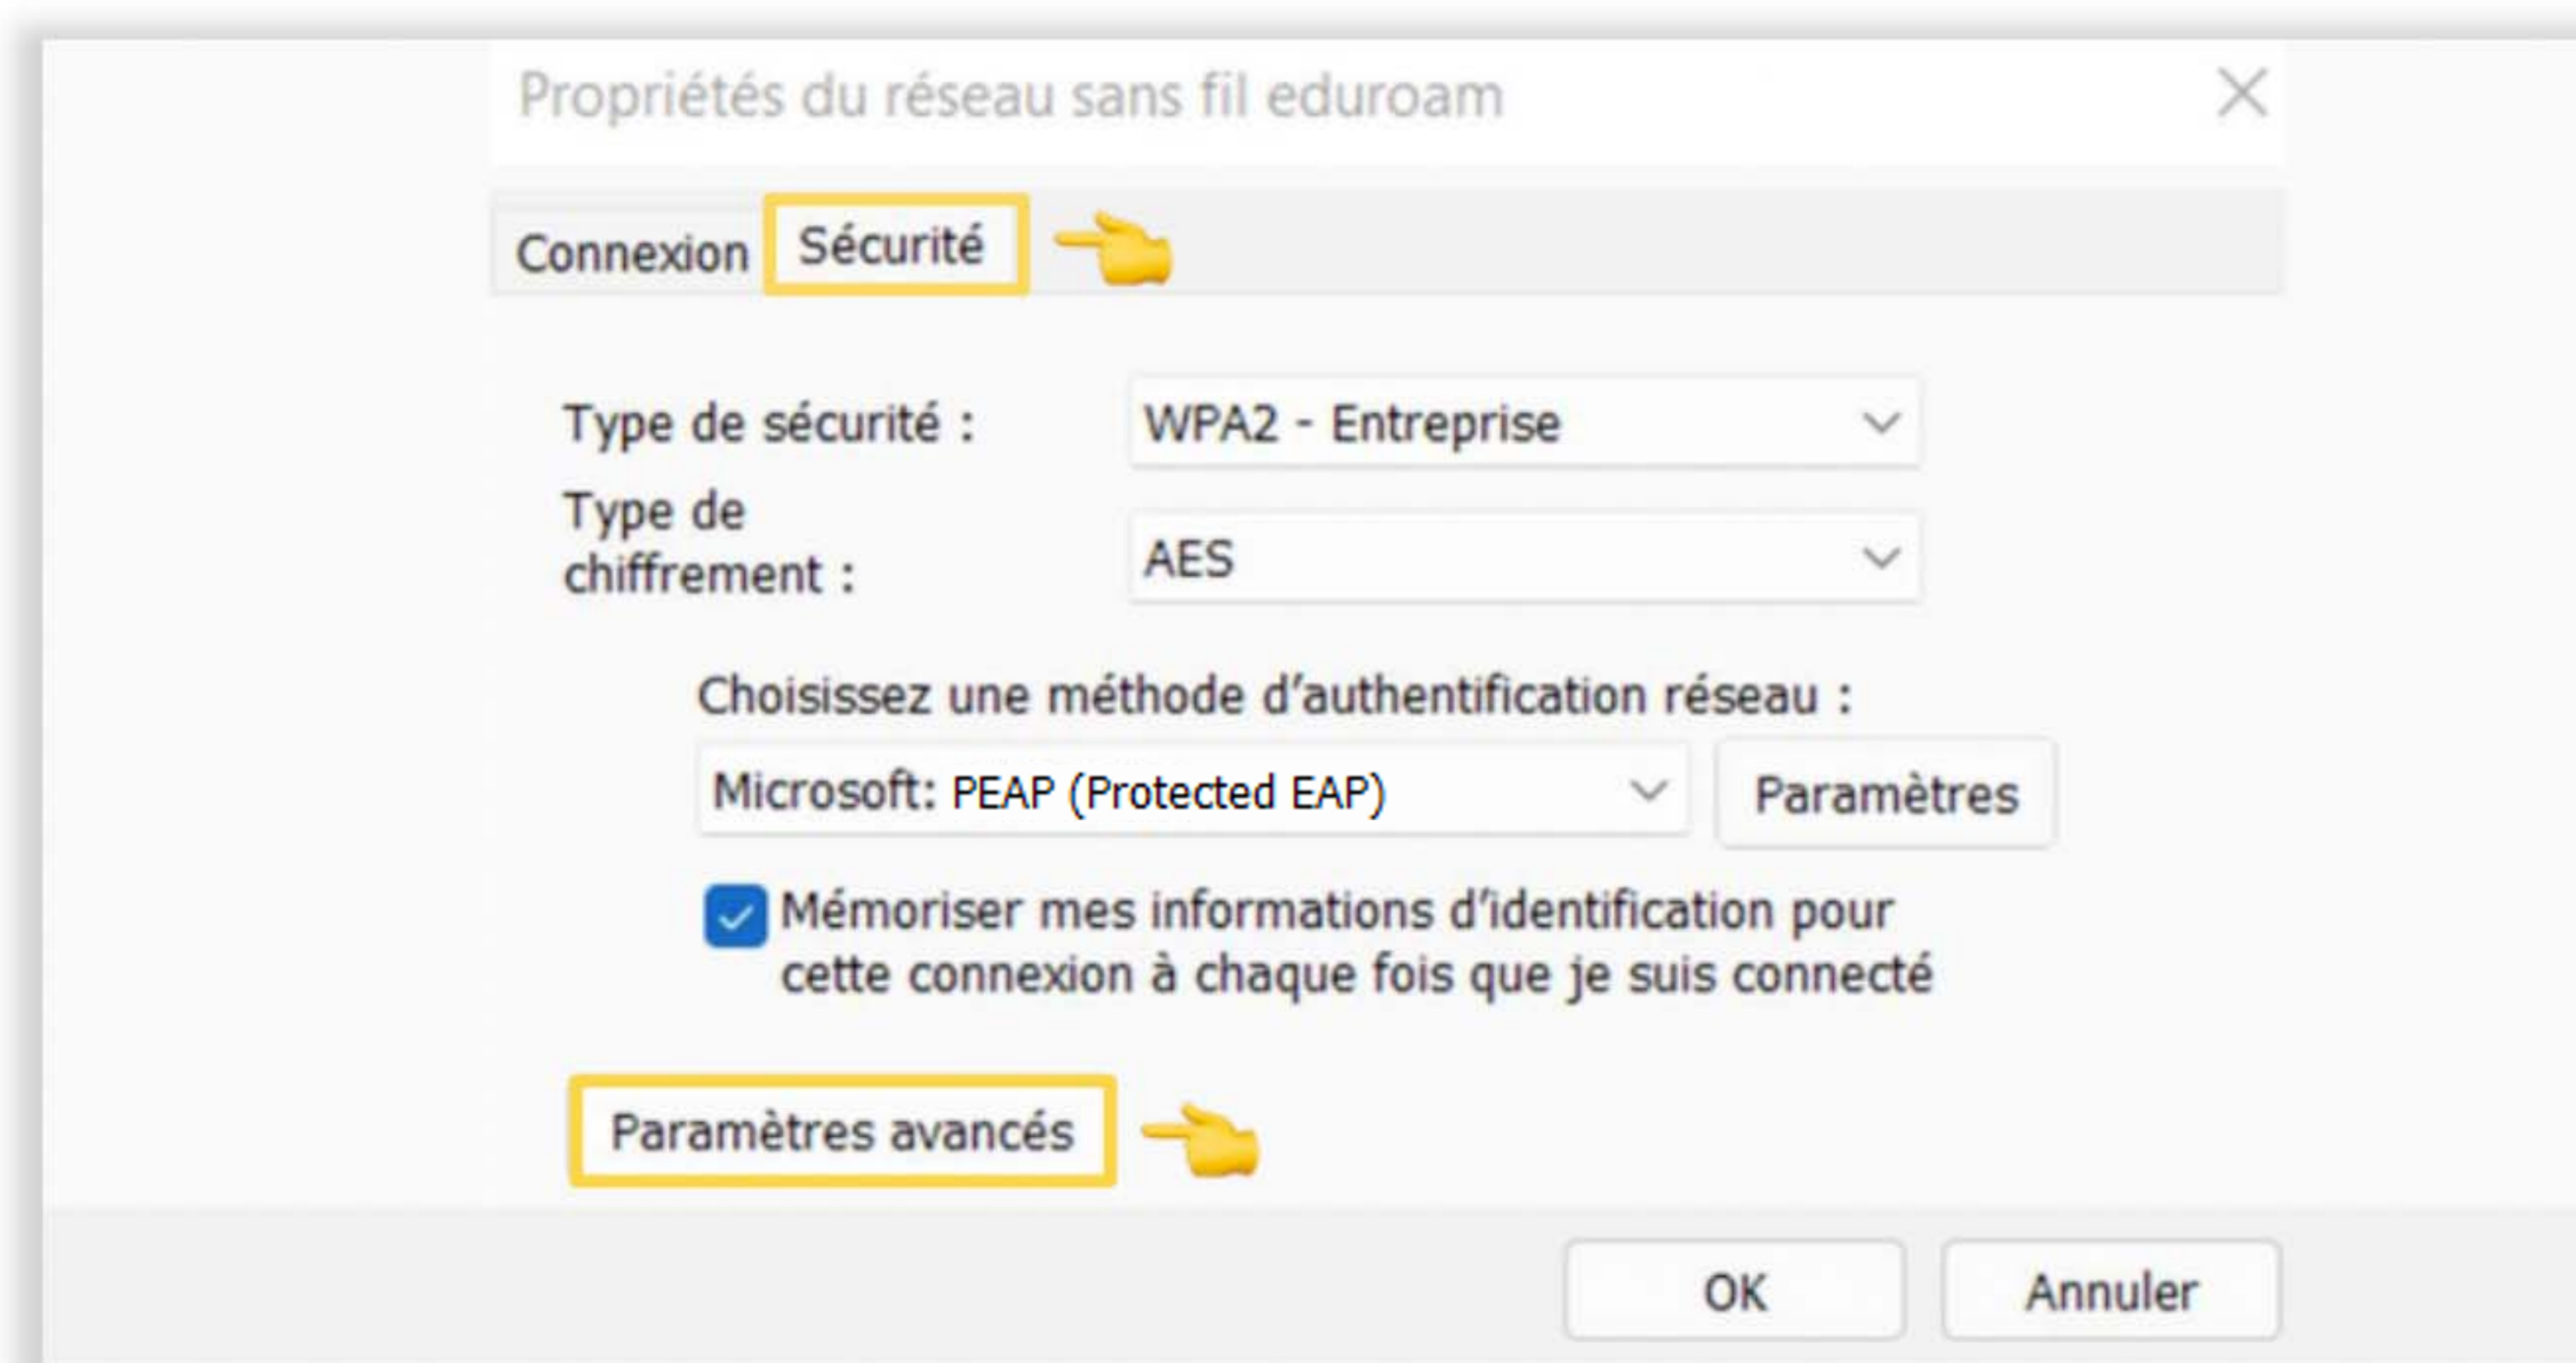 Propriétés du réseau sans fil eduroam
Connexion Sécurité
Type de sécurité : WPA2 - Entreprise
Type de
chiffrement : AES
Choisissez une méthode d’authentification réseau :
Microsoft: PEAP (Protected EAP) Paramètres
Mémoriser mes informations d’identification pour
cette connexion à chaque fois que je suis connecté
Paramètres avancés
OK Annuler